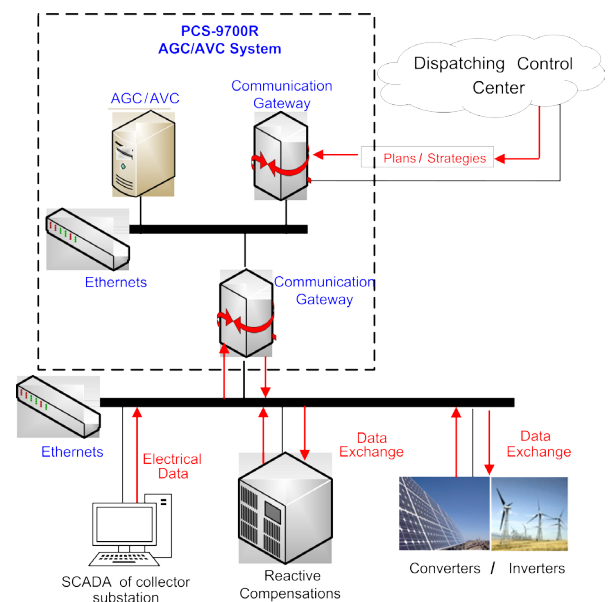 PCS-9700R
AGC/AVC System
Dispatching Control
Center
AGC/AVC
Communication
Gateway
Plans / Strategies
Ethernets
Communication
Gateway
Ethernets
Electrical
Data
Data
Exchange
Data
Exchange
SCADA of collector
substation
Reactive
Compensations
Converters / Inverters